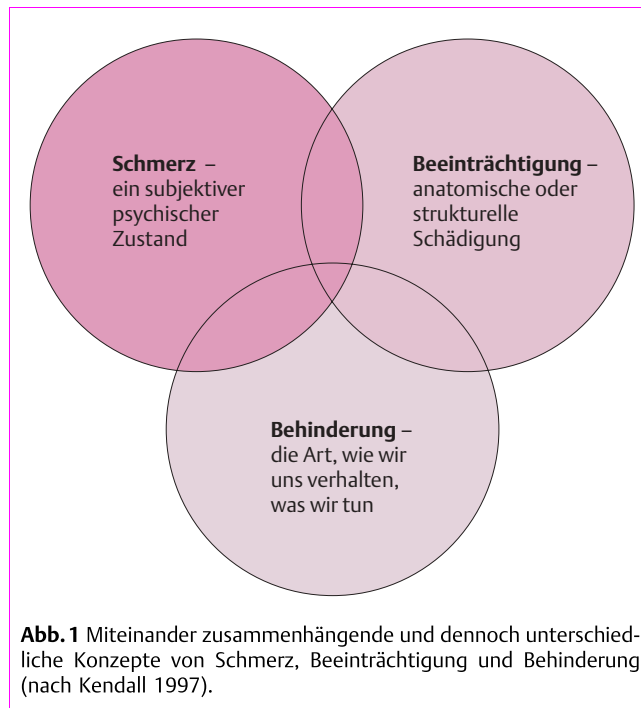 Schmerz –
ein subjektiver
psychischer
Zustand
Beeinträchtigung –
anatomische oder
strukturelle
Schädigung
Behinderung –
die Art, wie wir
uns verhalten,
was wir tun
Abb. 1 Miteinander zusammenhängende und dennoch unterschied-
liche Konzepte von Schmerz, Beeinträchtigung und Behinderung
(nach Kendall 1997).